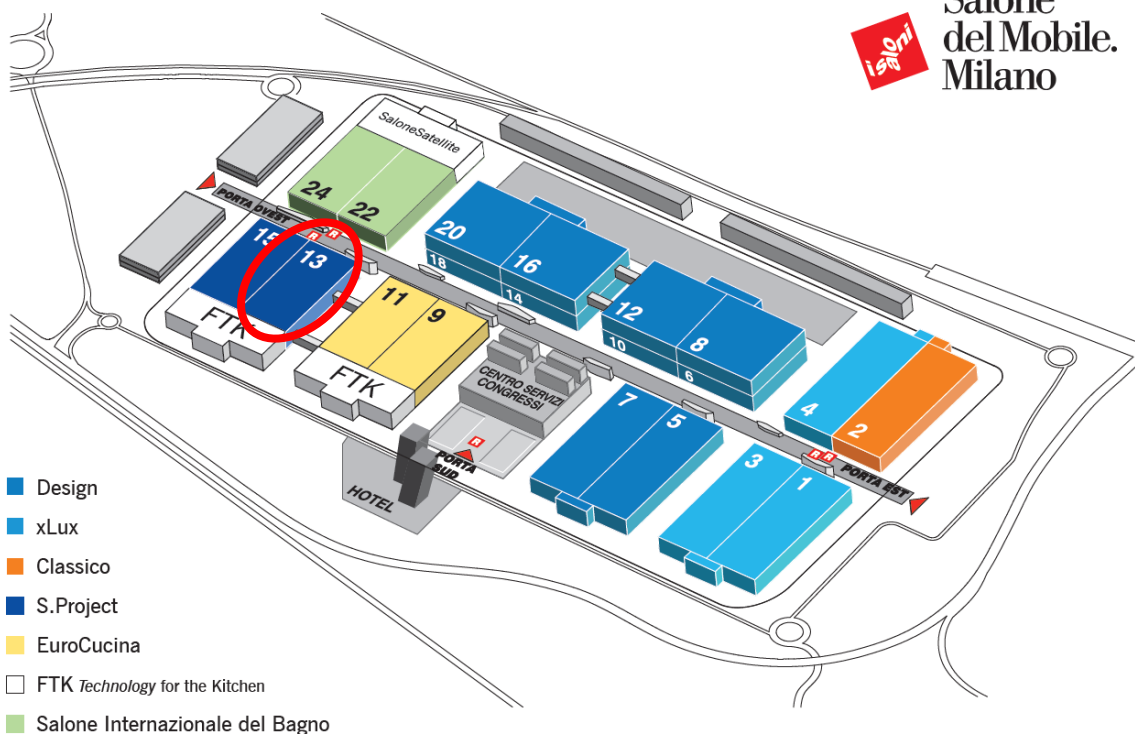 Salone
del Mobile.
Milano
i saloni
SaloneSatellite
24
22
PORTA OVEST
R R
15
13
FTK
20
18
16
14
11
9
FTK
12
10
8
6
CENTRO SERVIZI
CONGRESSI
7
5
4
2
R
PORTA
SUD
HOTEL
3
1
R R
PORTA EST
Design
xLux
Classico
S.Project
EuroCucina
FTK Technology for the Kitchen
Salone Internazionale del Bagno